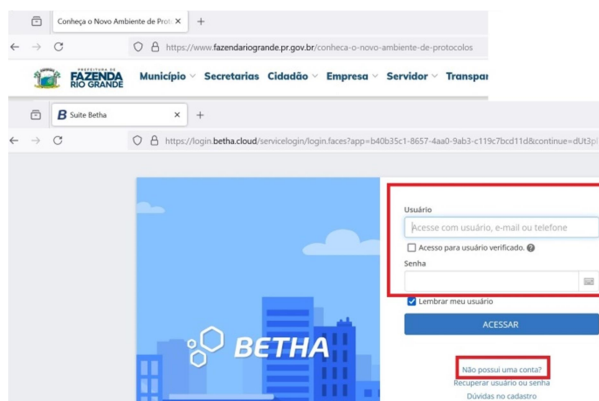 Conheça o Novo Ambiente de Prot
https://www.fazendariogrande.pr.gov.br/conheca-o-novo-ambiente-de-protocolos
PREFEITURA DE
FAZENDA
RIO GRANDE
Município Secretarias Cidadão Empresa Servidor Transpar
B Suite Betha
https://login.betha.cloud/servicelogin/login.faces?app=b40b35c1-8657-4aa0-9ab3-c119c7bcd11d&continue=dUt3p
Usuário
Acesse com usuário, e-mail ou telefone
Acesso para usuário verificado.
Senha
Lembrar meu usuário
ACESSAR
BETHA
Não possui uma conta?
Recuperar usuário ou senha
Dúvidas no cadastro